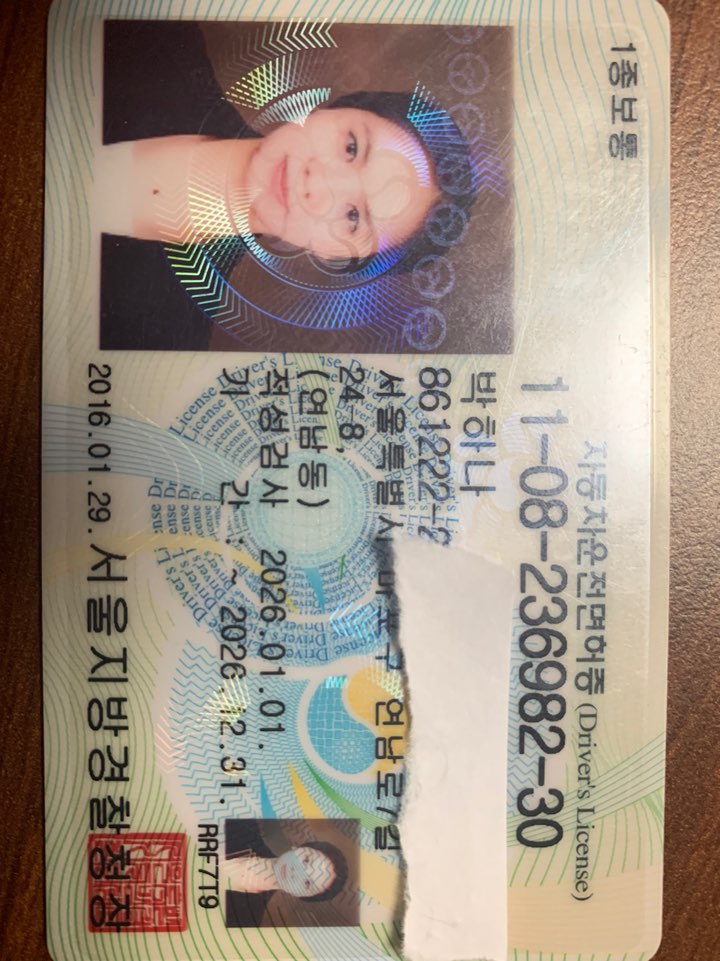 1종보통
자동차운전면허증 (Driver's License)
11-08-236982-30
박하나
861222-
서울특별시 마포구 연남로7길
24-8,
(연남동)
적성검사 2026.01.01.
기 간 : ~ 2026.12.31.
ARF7T9
2016.01.29. 서울지방경찰청장